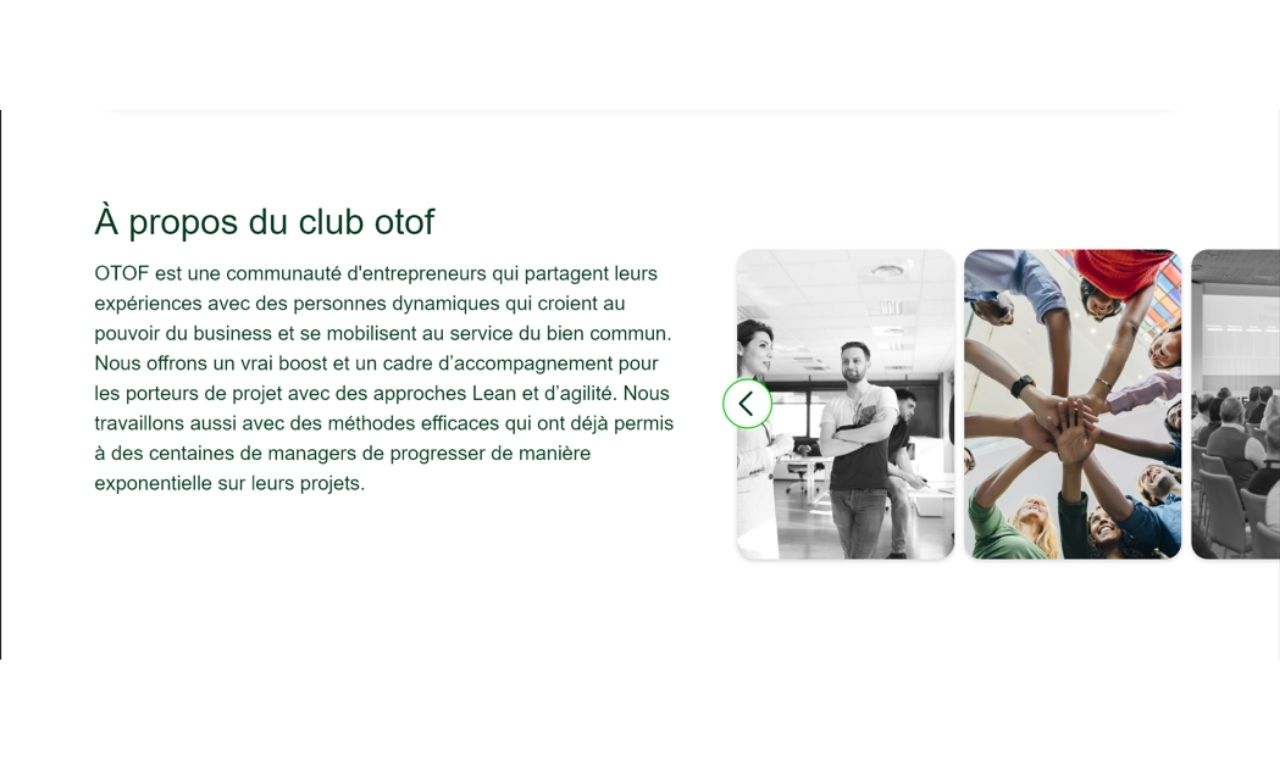 À propos du club otof
OTOF est une communauté d'entrepreneurs qui partagent leurs
expériences avec des personnes dynamiques qui croient au
pouvoir du business et se mobilisent au service du bien commun.
Nous offrons un vrai boost et un cadre d’accompagnement pour
les porteurs de projet avec des approches Lean et d’agilité. Nous
travaillons aussi avec des méthodes efficaces qui ont déjà permis
à des centaines de managers de progresser de manière
exponentielle sur leurs projets.